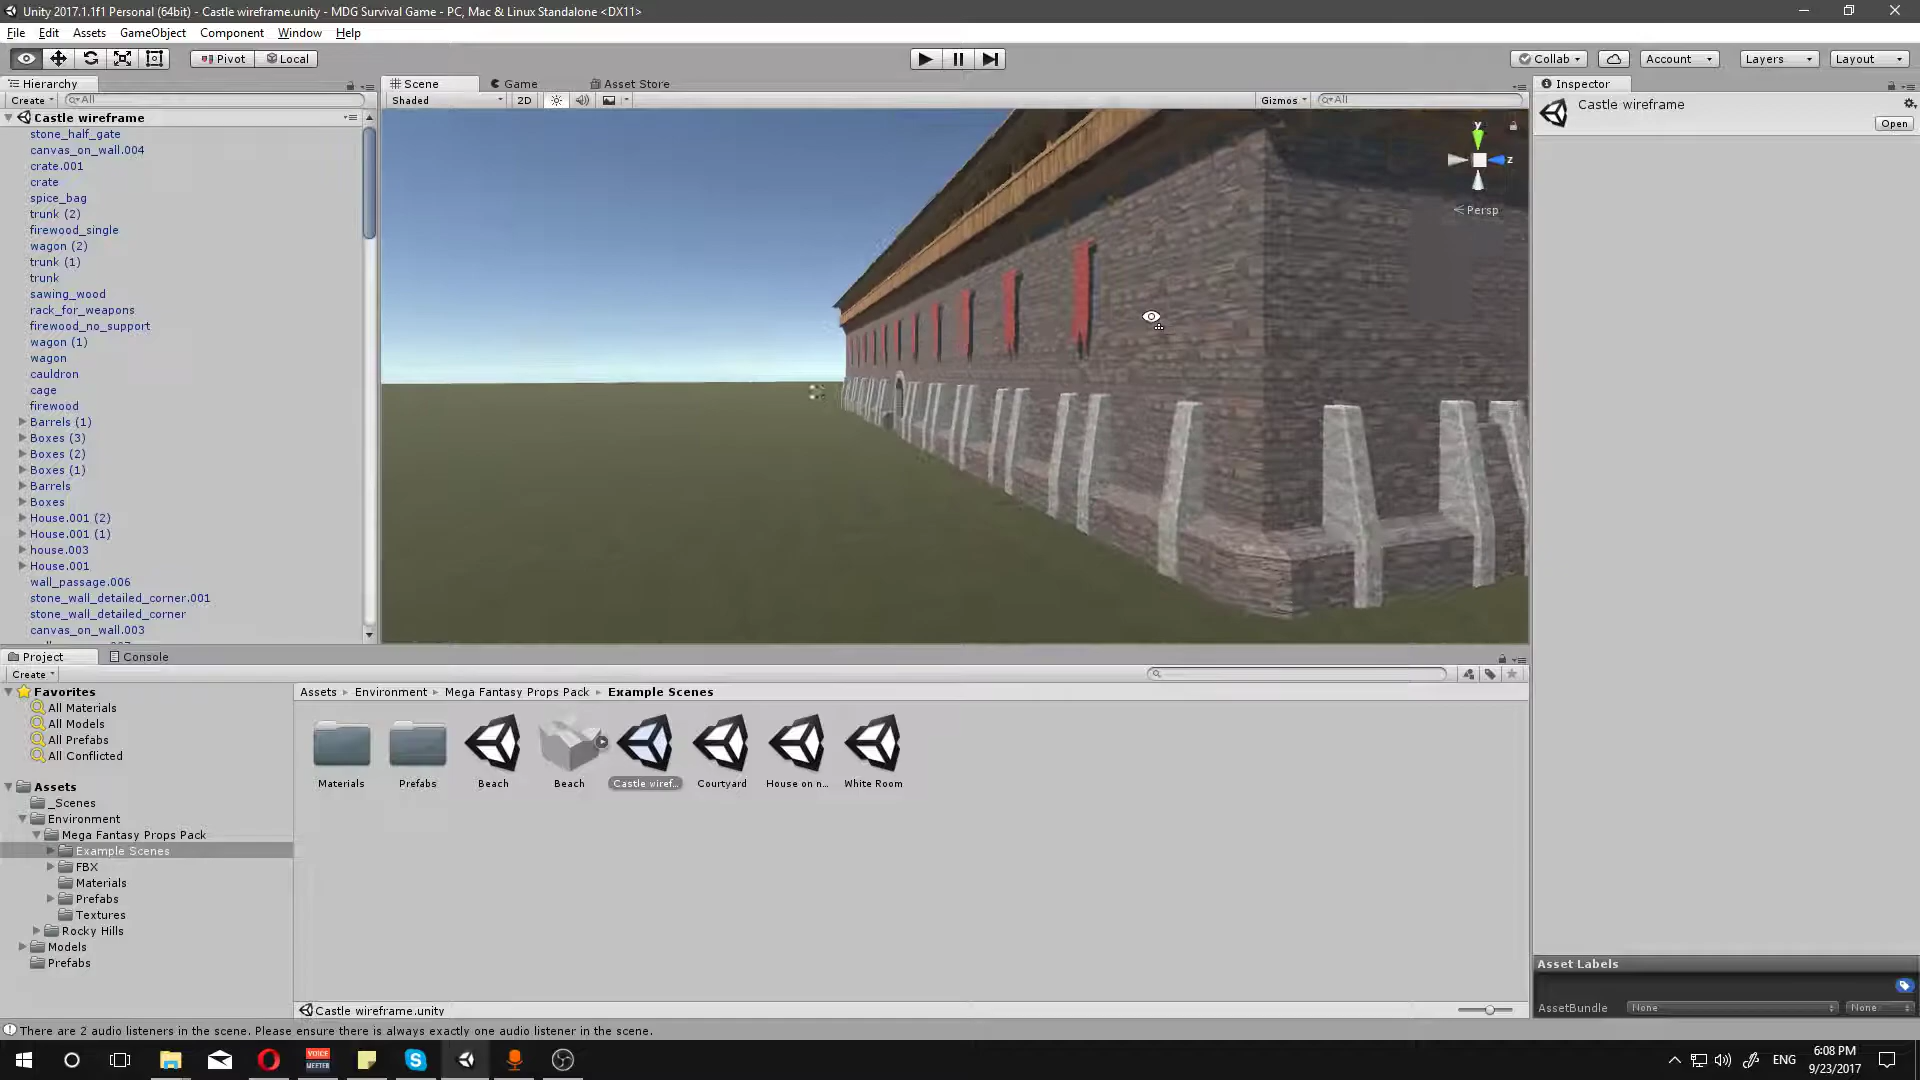 Unity 2017.1.1f1 Personal (64bit) - Castle wireframe.unity - MDG Survival Game - PC, Mac & Linux Standalone <DX11>
File Edit Assets GameObject Component Window Help
Pivot Local Collab Account Layers Layout
Hierarchy
Create All
Castle wireframe
stone_half_gate
canvas_on_wall.004
crate.001
crate
spice_bag
trunk (2)
firewood_single
wagon (2)
trunk (1)
trunk
sawing_wood
rack_for_weapons
firewood_no_support
wagon (1)
wagon
cauldron
cage
firewood
Barrels (1)
Boxes (3)
Boxes (2)
Boxes (1)
Barrels
Boxes
House.001 (2)
House.001 (1)
house.003
House.001
wall_passage.006
stone_wall_detailed_corner.001
stone_wall_detailed_corner
canvas_on_wall.003
Scene Game Asset Store
Shaded 2D Gizmos All
y
z
Persp
Inspector
Castle wireframe
Open
Project Console
Create
Favorites
All Materials
All Models
All Prefabs
All Conflicted
Assets
_Scenes
Environment
Mega Fantasy Props Pack
Example Scenes
FBX
Materials
Prefabs
Textures
Rocky Hills
Models
Prefabs
Assets Environment Mega Fantasy Props Pack Example Scenes
Materials Prefabs Beach Beach Castle wiref... Courtyard House on n... White Room
Castle wireframe.unity
Asset Labels
AssetBundle None None
There are 2 audio listeners in the scene. Please ensure there is always exactly one audio listener in the scene.
VOICE
MEETER
ENG
6:08 PM
9/23/2017